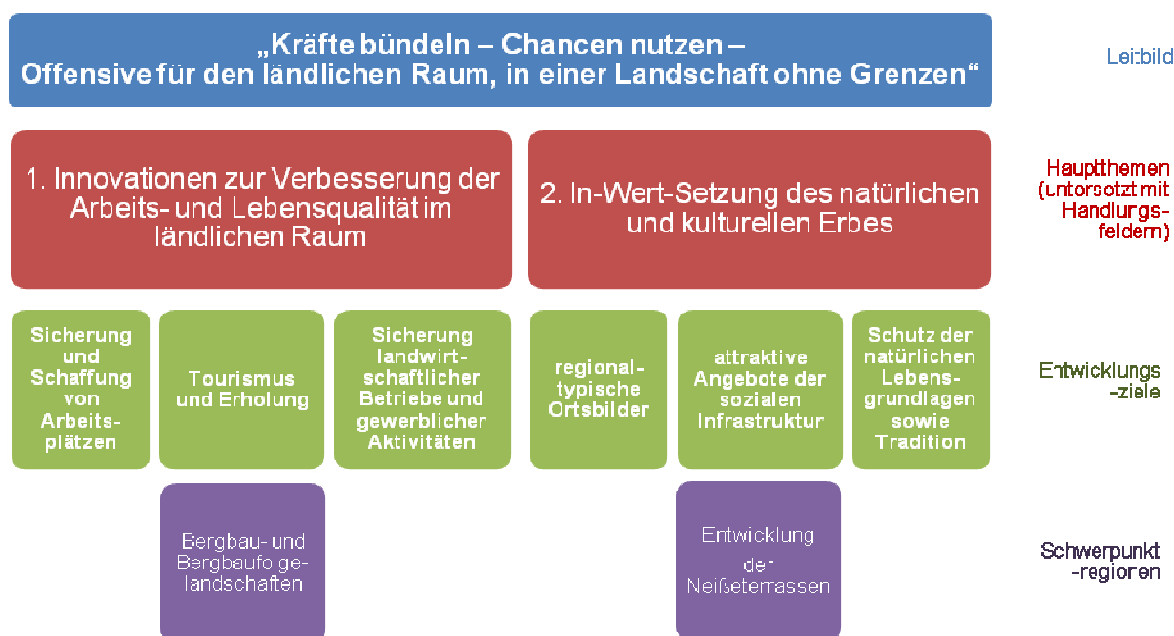 „Kräfte bündeln – Chancen nutzen –
Offensive für den ländlichen Raum, in einer Landschaft ohne Grenzen“
Leitbild
1. Innovationen zur Verbesserung der
Arbeits- und Lebensqualität im
ländlichen Raum
2. In-Wert-Setzung des natürlichen
und kulturellen Erbes
Hauptthemen
(untersetzt mit
Handlungs-
feldern)
Sicherung
und
Schaffung
von
Arbeits-
plätzen
Tourismus
und Erholung
Sicherung
landwirt-
schaftlicher
Betriebe und
gewerblicher
Aktivitäten
regional-
typische
Ortsbilder
attraktive
Angebote der
sozialen
Infrastruktur
Schutz der
natürlichen
Lebens-
grundlagen
sowie
Tradition
Entwicklungs
-ziele
Bergbau- und
Bergbaufolge-
landschaften
Entwicklung
der
Neißeterrassen
Schwerpunkt
-regionen